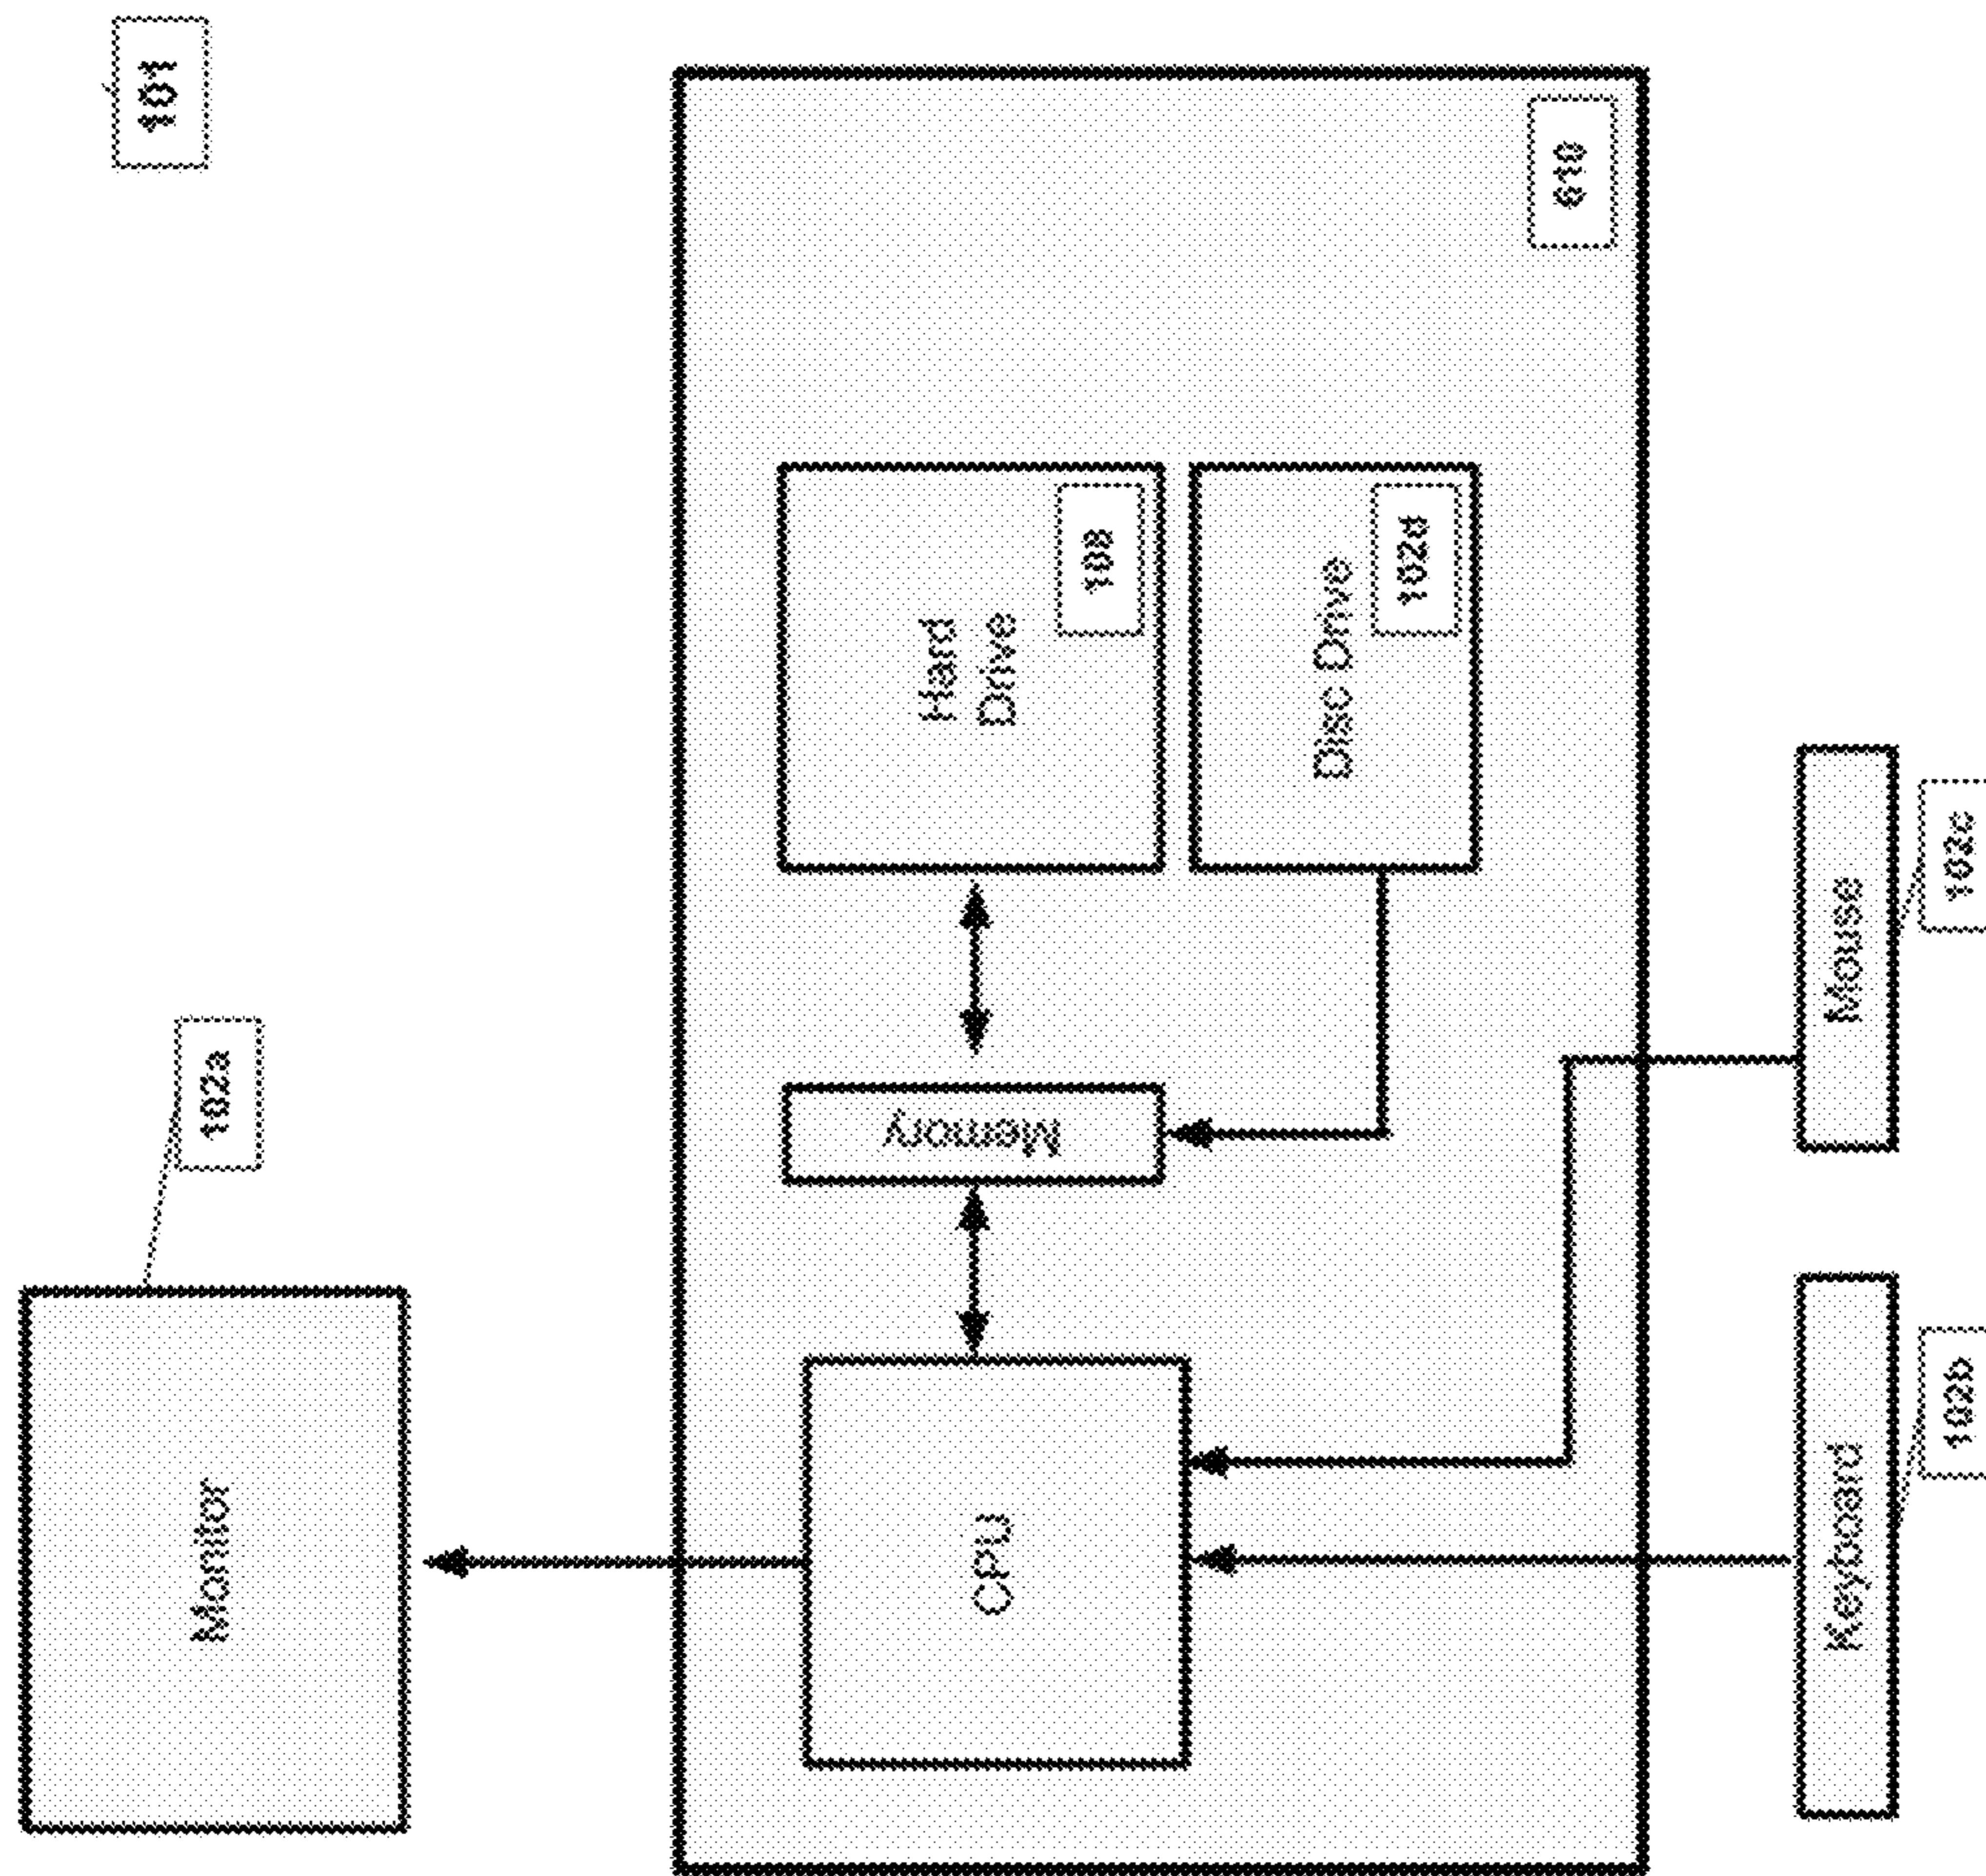 101
Monitor
102a
CPU
Memory
Hard
Drive
108
Disc Drive
102d
610
Keyboard
Mouse
102b
102c